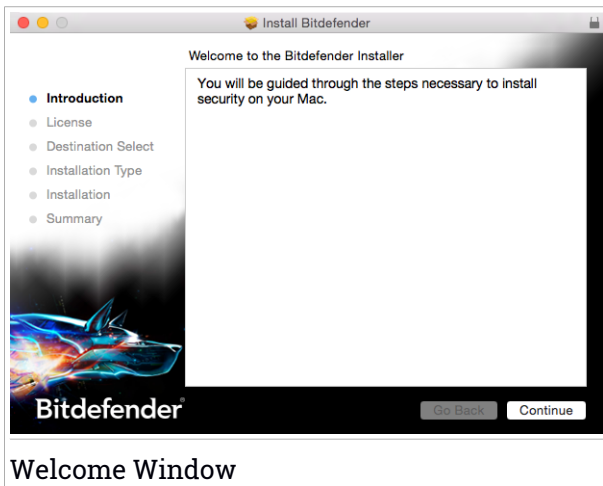 Install Bitdefender
Welcome to the Bitdefender Installer
You will be guided through the steps necessary to install
security on your Mac.
Introduction
License
Destination Select
Installation Type
Installation
Summary
Bitdefender
Go Back
Continue
Welcome Window